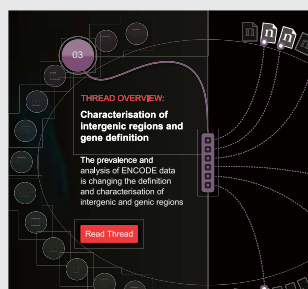 03
n n n
THREAD OVERVIEW:
Characterisation of
intergenic regions and
gene definition
The prevalence and
analysis of ENCODE data
is changing the definition
and characterisation of
intergenic and genic regions
Read Thread